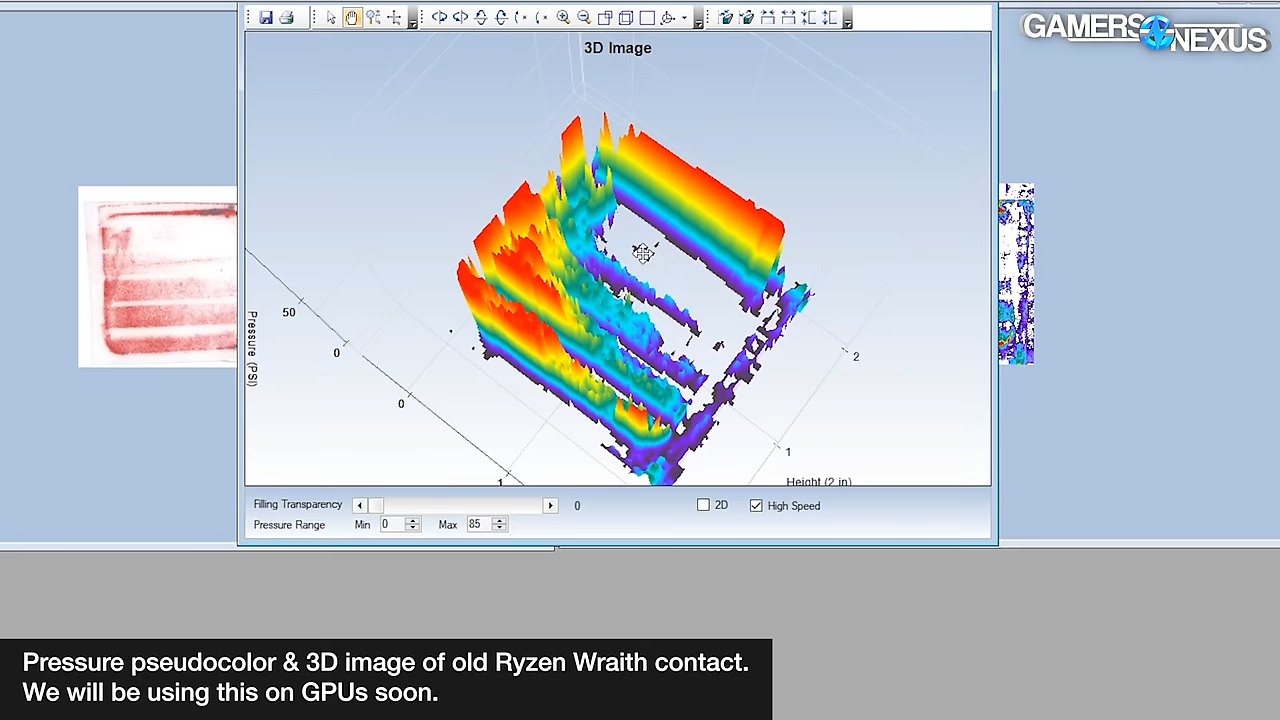 GAMERS NEXUS
3D Image
Pressure (PSI)
50
0
0
1
2
1
Height (2 in)
Filling Transparency
0
2D
High Speed
Pressure Range
Min
0
Max
85
Pressure pseudocolor & 3D image of old Ryzen Wraith contact.
We will be using this on GPUs soon.